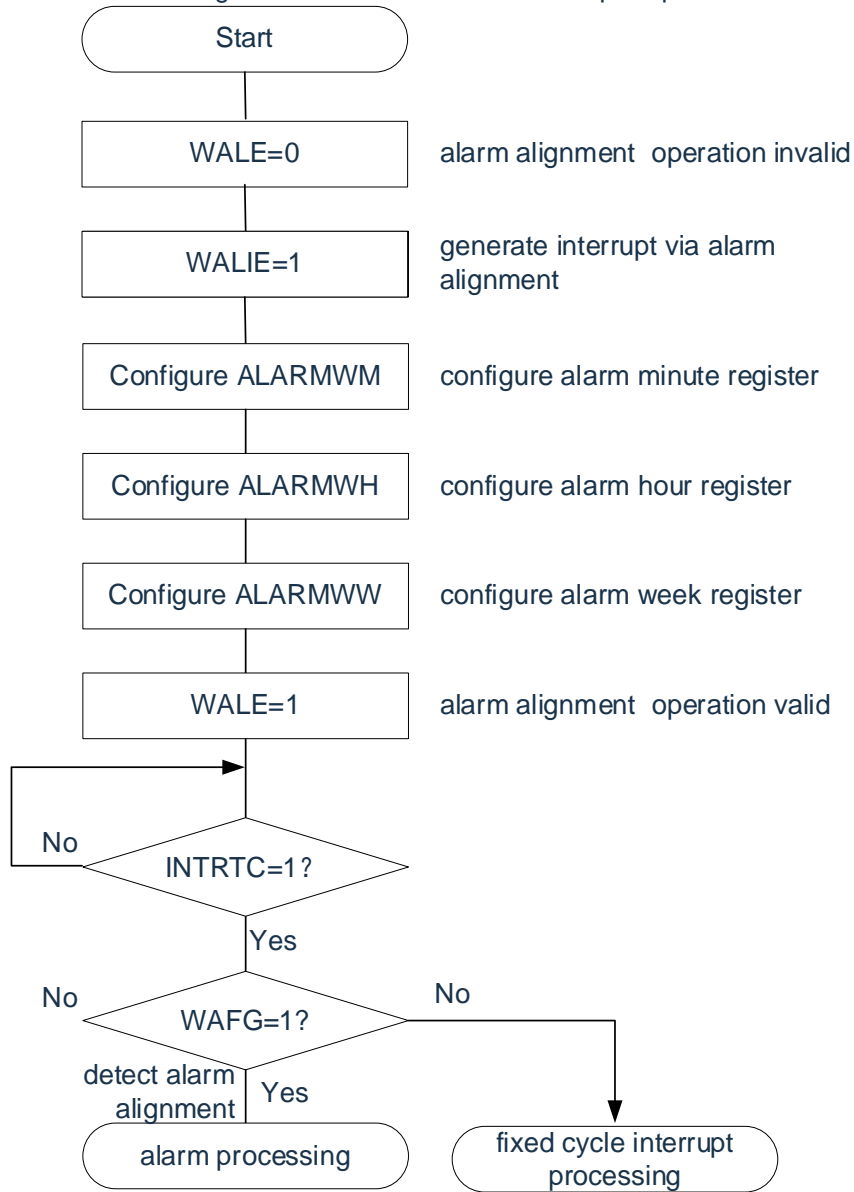 Start
WALE=0
alarm alignment operation invalid
WALIE=1
generate interrupt via alarm
alignment
Configure ALARMWM
configure alarm minute register
Configure ALARMWH
configure alarm hour register
Configure ALARMWW
configure alarm week register
WALE=1
alarm alignment operation valid
No
INTRTC=1?
Yes
No
WAFG=1?
No
detect alarm
alignment
Yes
alarm processing
fixed cycle interrupt
processing